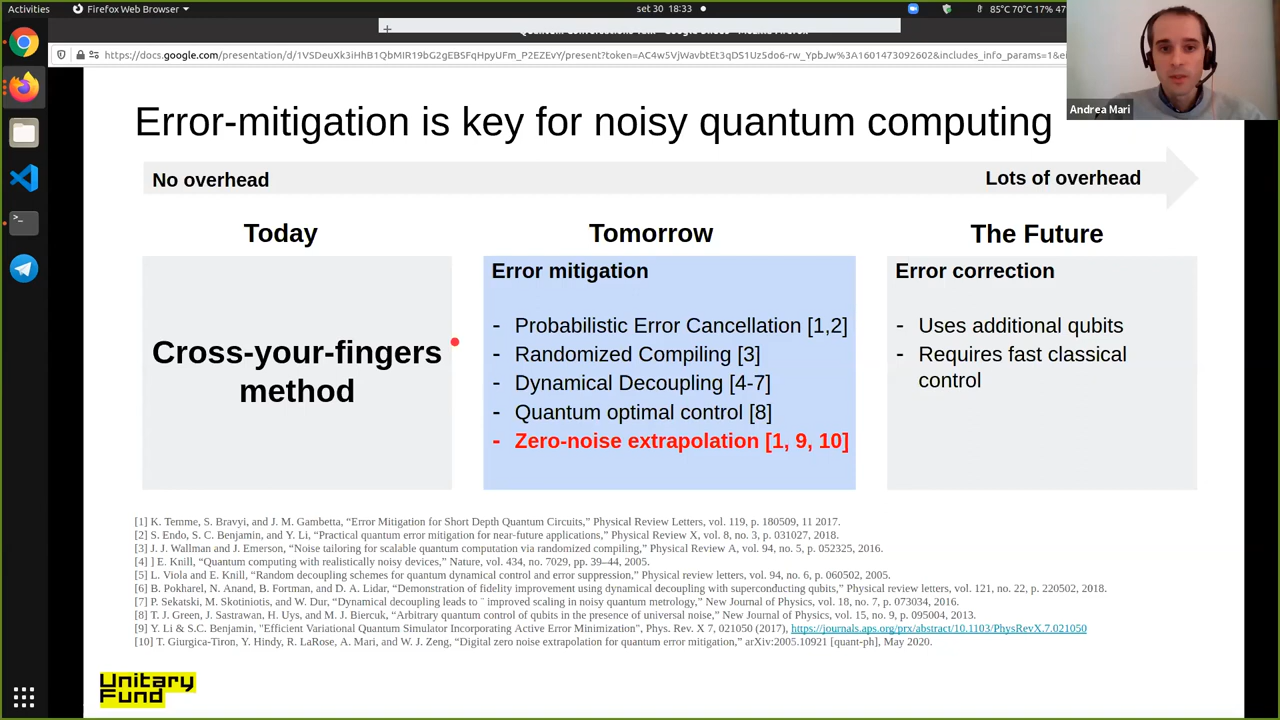 Activities
Firefox Web Browser
set 30 18:33
85°C 70°C 17% 47
https://docs.google.com/presentation/d/1VSDeuXk3iHhB1QbMIR19bG2gEBSFqHpyUFm_P2EZEvY/present?token=AC4w5VjWavbtEt3qDS1UzSdo6-rw_YpbJw%3A1601473092602&includes_info_params=1&e
Andrea Mari
Error-mitigation is key for noisy quantum computing
No overhead
Lots of overhead
Today
Tomorrow
The Future
Cross-your-fingers
method
Error mitigation
- Probabilistic Error Cancellation [1,2]
- Randomized Compiling [3]
- Dynamical Decoupling [4-7]
- Quantum optimal control [8]
- Zero-noise extrapolation [1, 9, 10]
Error correction
- Uses additional qubits
- Requires fast classical
control
[1] K. Temme, S. Bravyi, and J. M. Gambetta, “Error Mitigation for Short Depth Quantum Circuits,” Physical Review Letters, vol. 119, p. 180509, 11 2017.
[2] S. Endo, S. C. Benjamin, and Y. Li, “Practical quantum error mitigation for near-future applications,” Physical Review X, vol. 8, no. 3, p. 031027, 2018.
[3] J. J. Wallman and J. Emerson, “Noise tailoring for scalable quantum computation via randomized compiling,” Physical Review A, vol. 94, no. 5, p. 052325, 2016.
[4] ] E. Knill, “Quantum computing with realistically noisy devices,” Nature, vol. 434, no. 7029, pp. 39–44, 2005.
[5] L. Viola and E. Knill, “Random decoupling schemes for quantum dynamical control and error suppression,” Physical review letters, vol. 94, no. 6, p. 060502, 2005.
[6] B. Pokharel, N. Anand, B. Fortman, and D. A. Lidar, “Demonstration of fidelity improvement using dynamical decoupling with superconducting qubits,” Physical review letters, vol. 121, no. 22, p. 220502, 2018.
[7] P. Sekatski, M. Skotiniotis, and W. Dur, “Dynamical decoupling leads to ¨ improved scaling in noisy quantum metrology,” New Journal of Physics, vol. 18, no. 7, p. 073034, 2016.
[8] T. J. Green, J. Sastrawan, H. Uys, and M. J. Biercuk, “Arbitrary quantum control of qubits in the presence of universal noise,” New Journal of Physics, vol. 15, no. 9, p. 095004, 2013.
[9] Y. Li & S.C. Benjamin, "Efficient Variational Quantum Simulator Incorporating Active Error Minimization", Phys. Rev. X 7, 021050 (2017), https://journals.aps.org/prx/abstract/10.1103/PhysRevX.7.021050
[10] T. Giurgica-Tiron, Y. Hindy, R. LaRose, A. Mari, and W. J. Zeng, “Digital zero noise extrapolation for quantum error mitigation,” arXiv:2005.10921 [quant-ph], May 2020.
Unitary
Fund